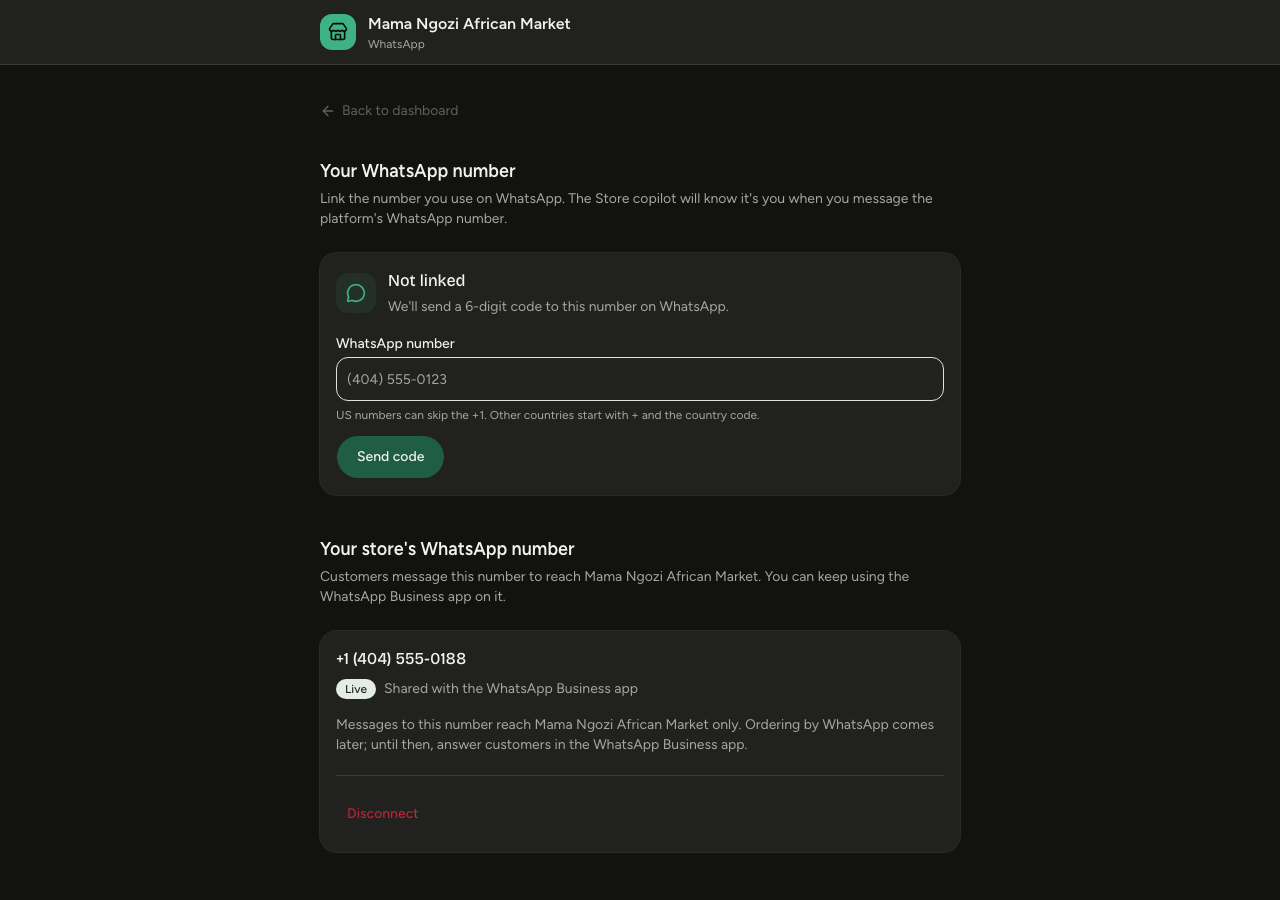 Mama Ngozi African Market
WhatsApp
Back to dashboard
Your WhatsApp number
Link the number you use on WhatsApp. The Store copilot will know it's you when you message the
platform's WhatsApp number.
Not linked
We'll send a 6-digit code to this number on WhatsApp.
WhatsApp number
(404) 555-0123
US numbers can skip the +1. Other countries start with + and the country code.
Send code
Your store's WhatsApp number
Customers message this number to reach Mama Ngozi African Market. You can keep using the
WhatsApp Business app on it.
+1 (404) 555-0188
Live Shared with the WhatsApp Business app
Messages to this number reach Mama Ngozi African Market only. Ordering by WhatsApp comes
later; until then, answer customers in the WhatsApp Business app.
Disconnect